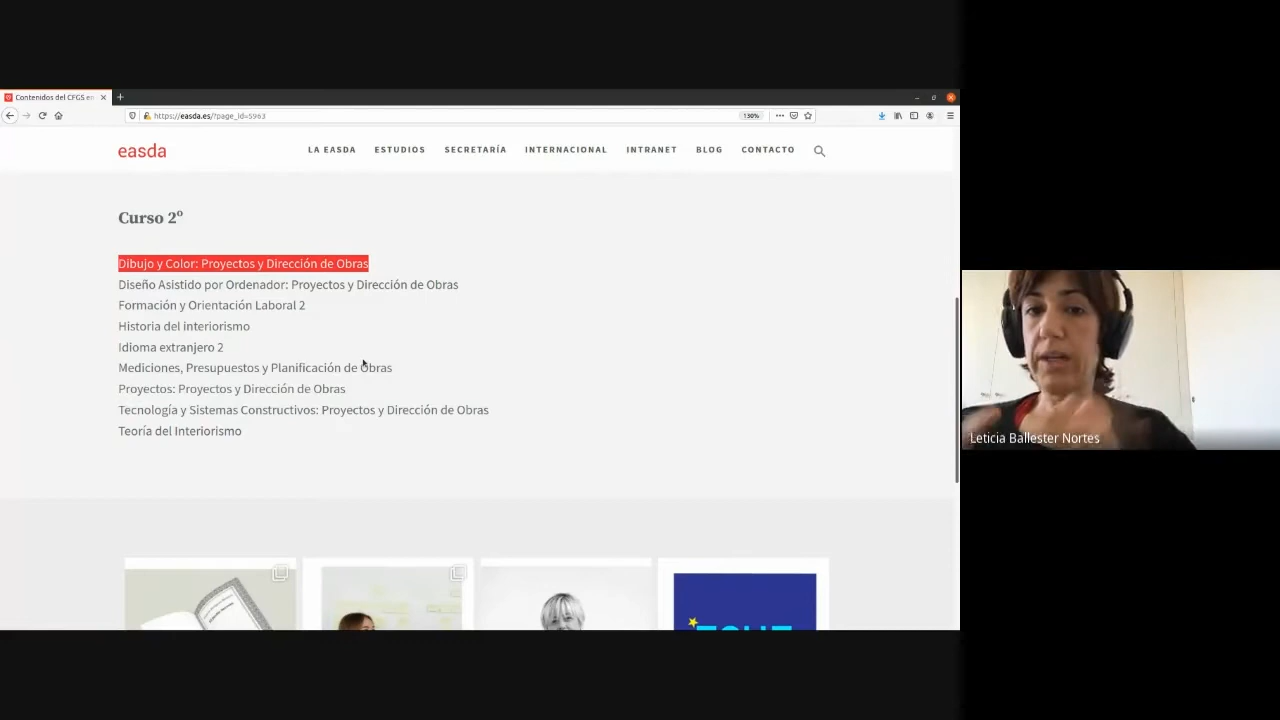 Contenidos del CFGS en
https://easda.es/?page_id=5963
130%
easda
LA EASDA ESTUDIOS SECRETARÍA INTERNACIONAL INTRANET BLOG CONTACTO
Curso 2º
Dibujo y Color: Proyectos y Dirección de Obras
Diseño Asistido por Ordenador: Proyectos y Dirección de Obras
Formación y Orientación Laboral 2
Historia del interiorismo
Idioma extranjero 2
Mediciones, Presupuestos y Planificación de Obras
Proyectos: Proyectos y Dirección de Obras
Tecnología y Sistemas Constructivos: Proyectos y Dirección de Obras
Teoría del Interiorismo
Leticia Ballester Nortes